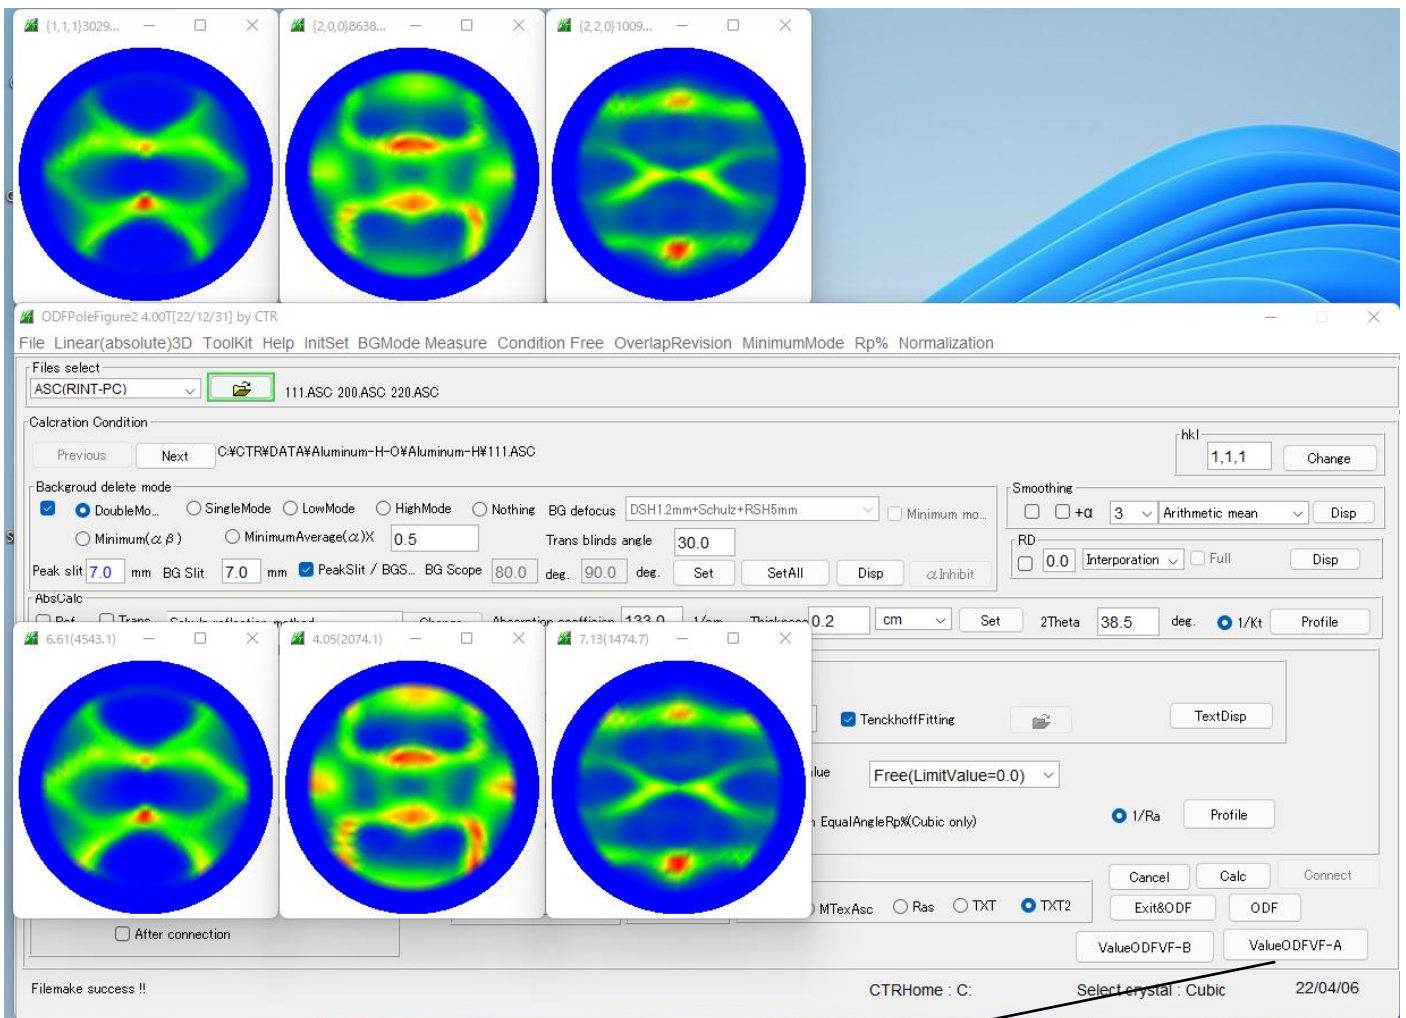 {1,1,1}3029...
{2,0,0}8638...
{2,2,0}1009...
ODFPoleFigure2 4.00T[22/12/31] by CTR
File Linear(absolute)3D ToolKit Help InitSet BGMode Measure Condition Free OverlapRevision MinimumMode Rp% Normalization
Files select
ASC(RINT-PC)
111.ASC 200.ASC 220.ASC
Calcration Condition
Previous
Next
C:¥CTR¥DATA¥Aluminum-H-O¥Aluminum-H¥111.ASC
hkl
1,1,1
Change
Backgroud delete mode
DoubleMo... SingleMode LowMode HighMode Nothing BG defocus DSH1.2mm+Schulz+RSH5mm Minimum mo...
Minimum(αβ) MinimumAverage(α)X 0.5 Trans blinds angle 30.0
Peak slit 7.0 mm BG Slit 7.0 mm PeakSlit / BGS... BG Scope 80.0 deg. 90.0 deg. Set SetAll Disp αInhibit
Smoothing
+α 3 Arithmetic mean Disp
RD
0.0 Interporation Full Disp
AbsCalc
0.2 cm Set 2Theta 38.5 deg. 1/Kt Profile
6.61(4543.1)
4.05(2074.1)
7.13(1474.7)
TenckhoffFitting
TextDisp
Free(LimitValue=0.0)
EqualAngleRp%(Cubic only)
1/Ra
Profile
Cancel Calc Connect
MTexAsc Ras TXT TXT2
Exit&ODF ODF
After connection
ValueODFVF-B ValueODFVF-A
Filemake success !!
CTRHome : C:
Select crystal : Cubic
22/04/06